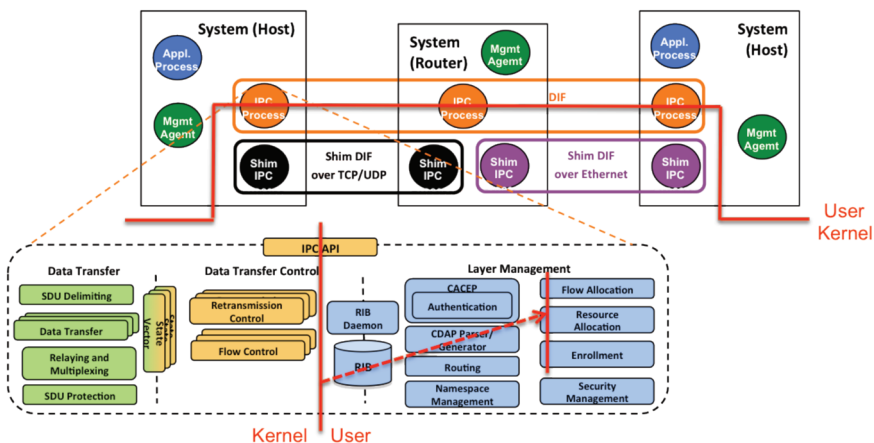 System (Host)
Appl.
Process
Mgmt
Agemt
IPC
Process
Shim
IPC
Shim DIF
over TCP/UDP
System
(Router)
Mgmt
Agemt
IPC
Process
DIF
Shim
IPC
Shim
IPC
Shim DIF
over Ethernet
Appl.
Process
System
(Host)
IPC
Process
Mgmt
Agemt
Shim
IPC
User
Kernel
IPC API
Data Transfer
SDU Delimiting
Data Transfer
Relaying and
Multiplexing
SDU Protection
State
Vector
Data Transfer Control
Retransmission
Control
Flow Control
RIB
Daemon
RIB
Layer Management
CACEP
Authentication
CDAP Parser/
Generator
Routing
Namespace
Management
Flow Allocation
Resource
Allocation
Enrollment
Security
Management
Kernel
User